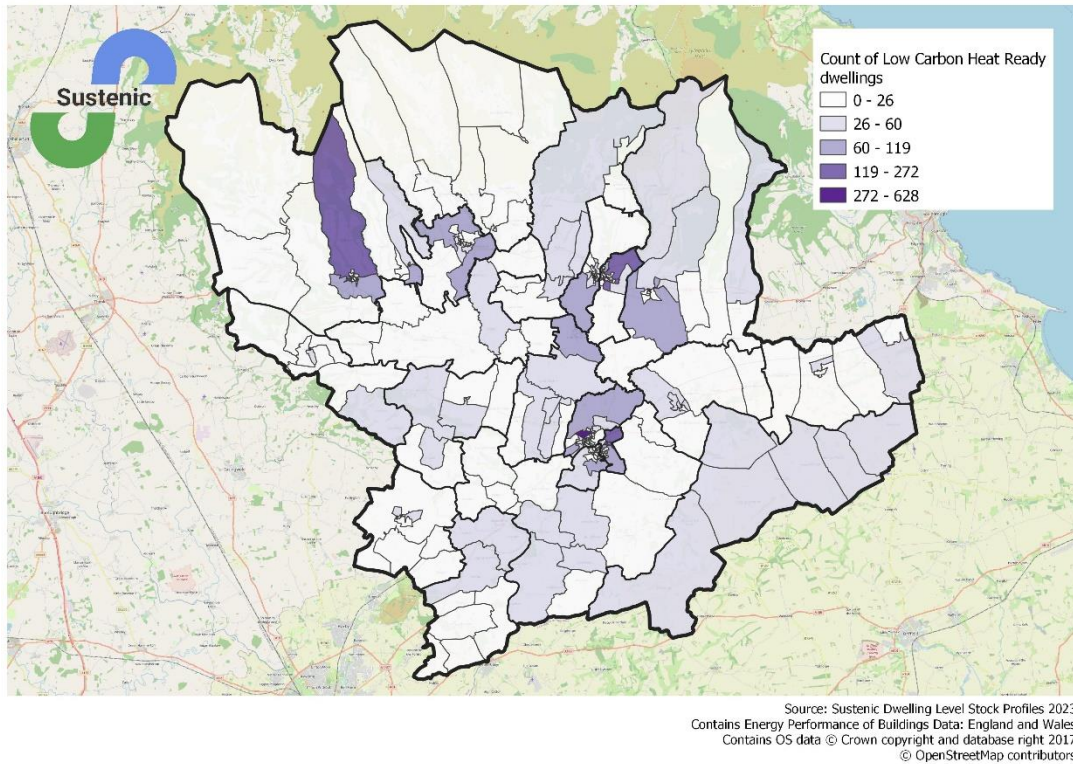 Sustenic
Count of Low Carbon Heat Ready
dwellings
0 - 26
26 - 60
60 - 119
119 - 272
272 - 628
Source: Sustenic Dwelling Level Stock Profiles 2023
Contains Energy Performance of Buildings Data: England and Wales
Contains OS data © Crown copyright and database right 2017
© OpenStreetMap contributors